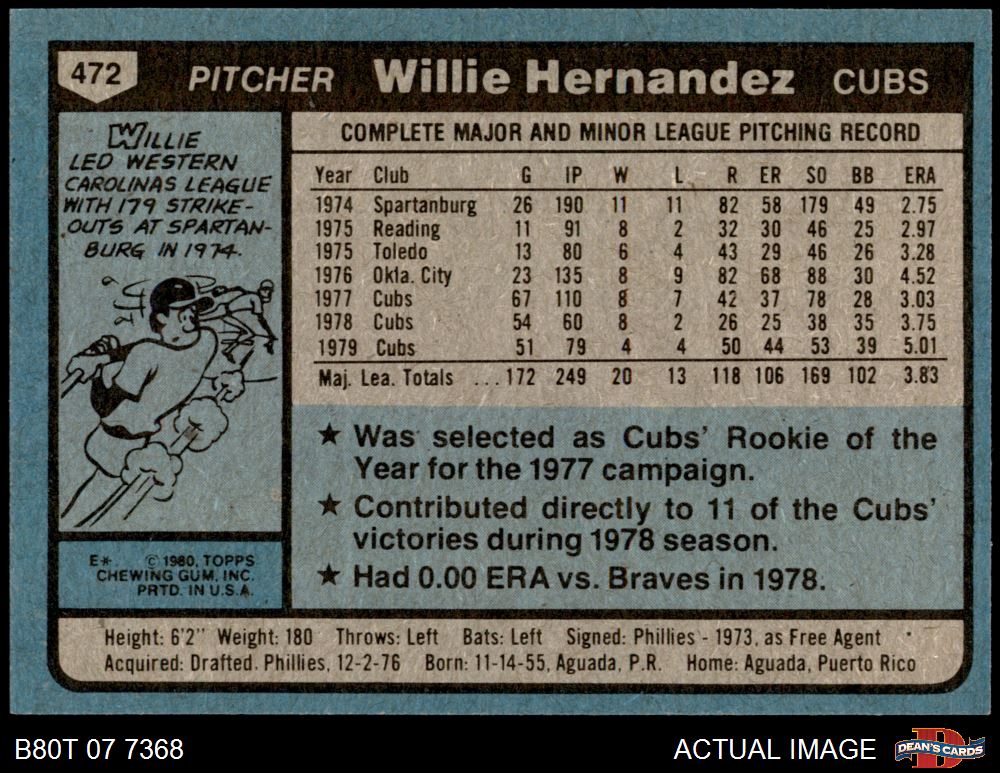 472 PITCHER Willie Hernandez CUBS
WILLIE
LED WESTERN
CAROLINAS LEAGUE
WITH 179 STRIKE-
OUTS AT SPARTAN-
BURG IN 1974.
COMPLETE MAJOR AND MINOR LEAGUE PITCHING RECORD
Year Club G IP W L R ER SO BB ERA
1974 Spartanburg 26 190 11 11 82 58 179 49 2.75
1975 Reading 11 91 8 2 32 30 46 25 2.97
1975 Toledo 13 80 6 4 43 29 46 26 3.28
1976 Okla. City 23 135 8 9 82 68 88 30 4.52
1977 Cubs 67 110 8 7 42 37 78 28 3.03
1978 Cubs 54 60 8 2 26 25 38 35 3.75
1979 Cubs 51 79 4 4 50 44 53 39 5.01
Maj. Lea. Totals ...172 249 20 13 118 106 169 102 3.83
★ Was selected as Cubs' Rookie of the
Year for the 1977 campaign.
★ Contributed directly to 11 of the Cubs'
victories during 1978 season.
★ Had 0.00 ERA vs. Braves in 1978.
E* © 1980, TOPPS
CHEWING GUM, INC.
PRTD. IN U.S.A.
Height: 6'2" Weight: 180 Throws: Left Bats: Left Signed: Phillies - 1973, as Free Agent
Acquired: Drafted. Phillies, 12-2-76 Born: 11-14-55, Aguada, P.R. Home: Aguada, Puerto Rico
B80T 07 7368 ACTUAL IMAGE D DEAN'S CARDS